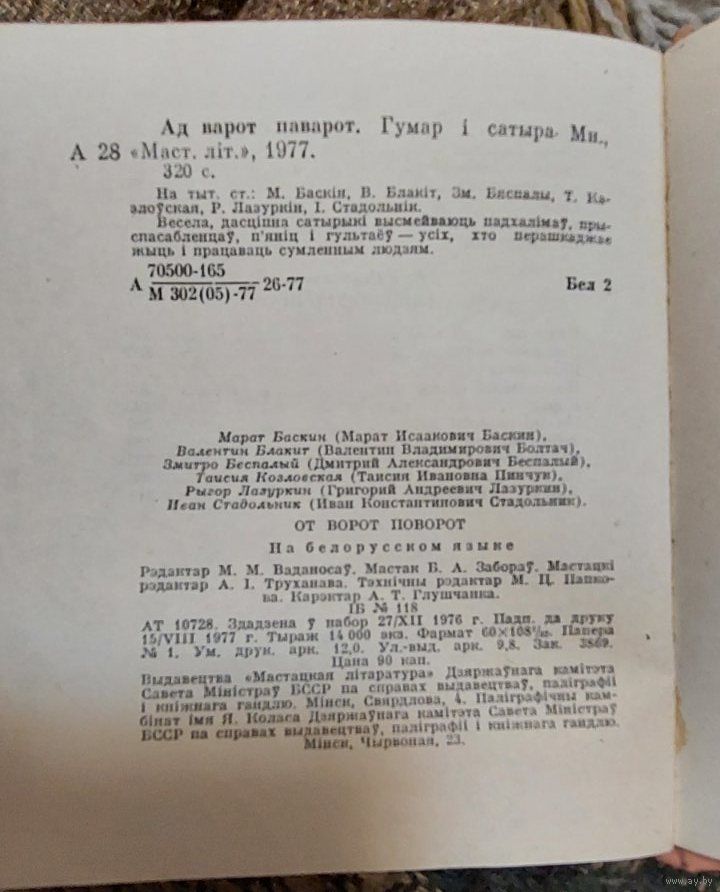 Ад варот паварот. Гумар і сатыра. Мн.,
А 28 «Маст. літ.», 1977.
320 с.
На тыт. ст.: М. Баскін, В. Блакіт, Зм. Бяспалы, Т. Ка-
злоўская, Р. Лазуркін, І. Стадольнік.
Весела, дасціпна сатырыкі высмейваюць падхалімаў, пры-
спасабленцаў, п'яніц і гультаёў — усіх, хто перашкаджае
жыць і працаваць сумленным людзям.
А 70500-165
М 302(05)-77 26-77 Бел 2
Марат Баскин (Марат Исаакович Баскин),
Валентин Блакит (Валентин Владимирович Болтач),
Змитро Беспалый (Дмитрий Александрович Беспалый),
Таисия Козловская (Таисия Ивановна Пинчук),
Рыгор Лазуркин (Григорий Андреевич Лазуркин),
Иван Стадольник (Иван Константинович Стадольник).
ОТ ВОРОТ ПОВОРОТ
На белорусском языке
Рэдактар М. М. Ваданосаў. Мастак Б. А. Забораў. Мастацкі
рэдактар А. І. Труханава. Тэхнічны рэдактар М. Ц. Папко-
ва. Карэктар А. Т. Глушчанка.
ІБ № 118
АТ 10728. Здадзена ў набор 27/XII 1976 г. Падп. да друку
15/VIII 1977 г. Тыраж 14 000 экз. Фармат 60×108¹/₃₂. Папера
№ 1. Ум. друк. арк. 12,0. Ул.-выд. арк. 9,8. Зак. 3869.
Цана 90 кап.
Выдавецтва «Мастацкая літаратура» Дзяржаўнага камітэта
Савета Міністраў БССР па справах выдавецтваў, паліграфіі
і кніжнага гандлю. Мінск, Свярдлова, 4. Паліграфічны кам-
бінат імя Я. Коласа Дзяржаўнага камітэта Савета Міністраў
БССР па справах выдавецтваў, паліграфіі і кніжнага гандлю.
Мінск, Чырвоная, 23.
www.ay.by